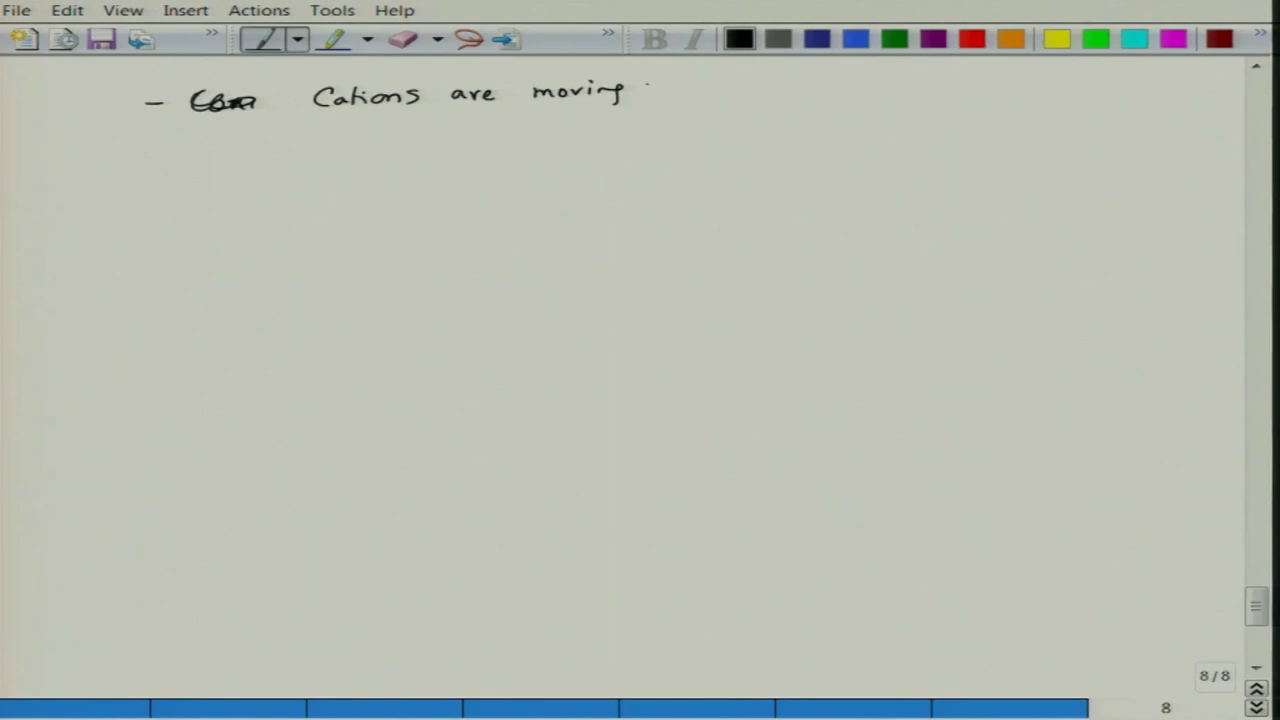 File Edit View Insert Actions Tools Help
B I
- Cations are moving
8/8
8